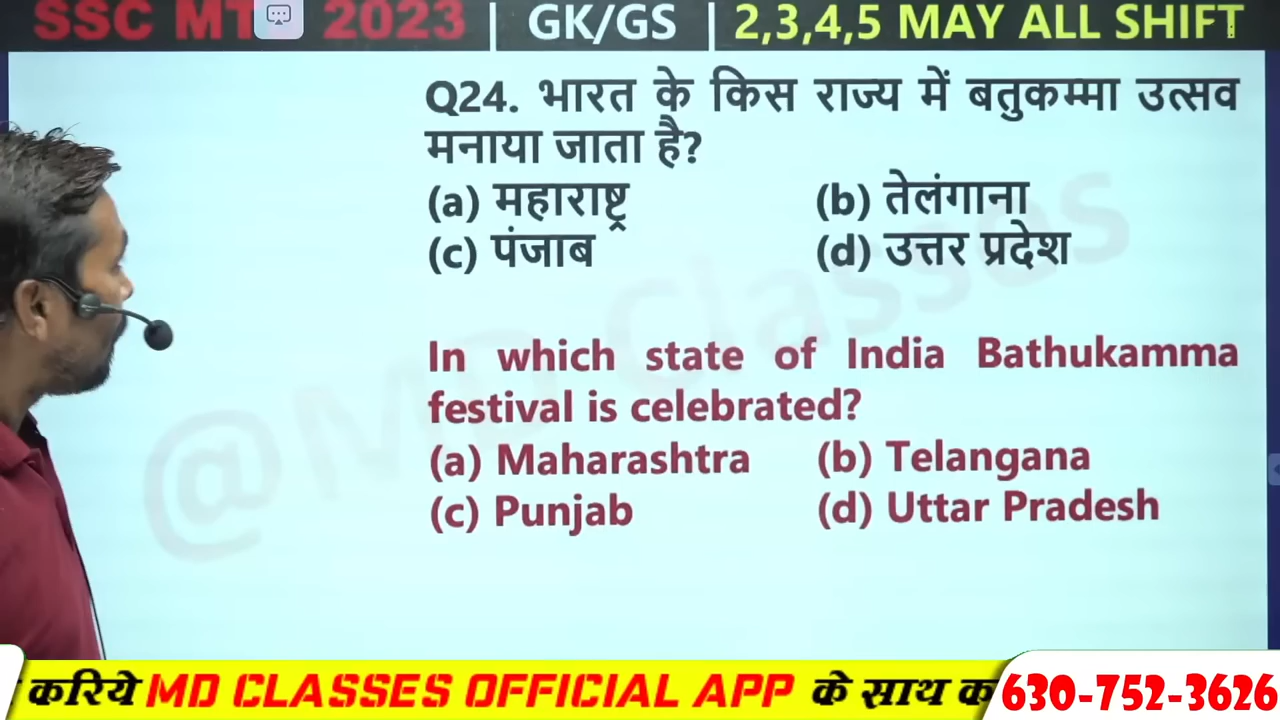 SSC MT 2023 | GK/GS | 2,3,4,5 MAY ALL SHIFT
Q24. भारत के किस राज्य में बतुकम्मा उत्सव
मनाया जाता है?
(a) महाराष्ट्र (b) तेलंगाना
(c) पंजाब (d) उत्तर प्रदेश
In which state of India Bathukamma
festival is celebrated?
(a) Maharashtra (b) Telangana
(c) Punjab (d) Uttar Pradesh
@MD Classes
करिये MD CLASSES OFFICIAL APP के साथ 630-752-3626